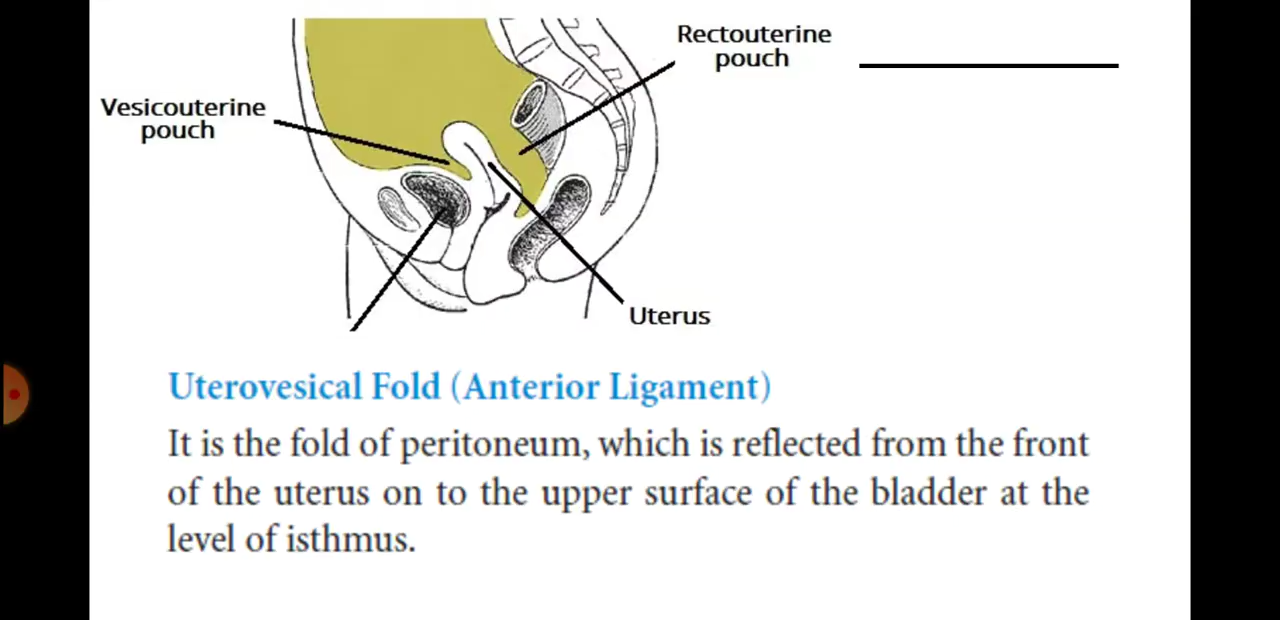 Rectouterine
pouch
Vesicouterine
pouch
Uterus
Uterovesical Fold (Anterior Ligament)
It is the fold of peritoneum, which is reflected from the front
of the uterus on to the upper surface of the bladder at the
level of isthmus.